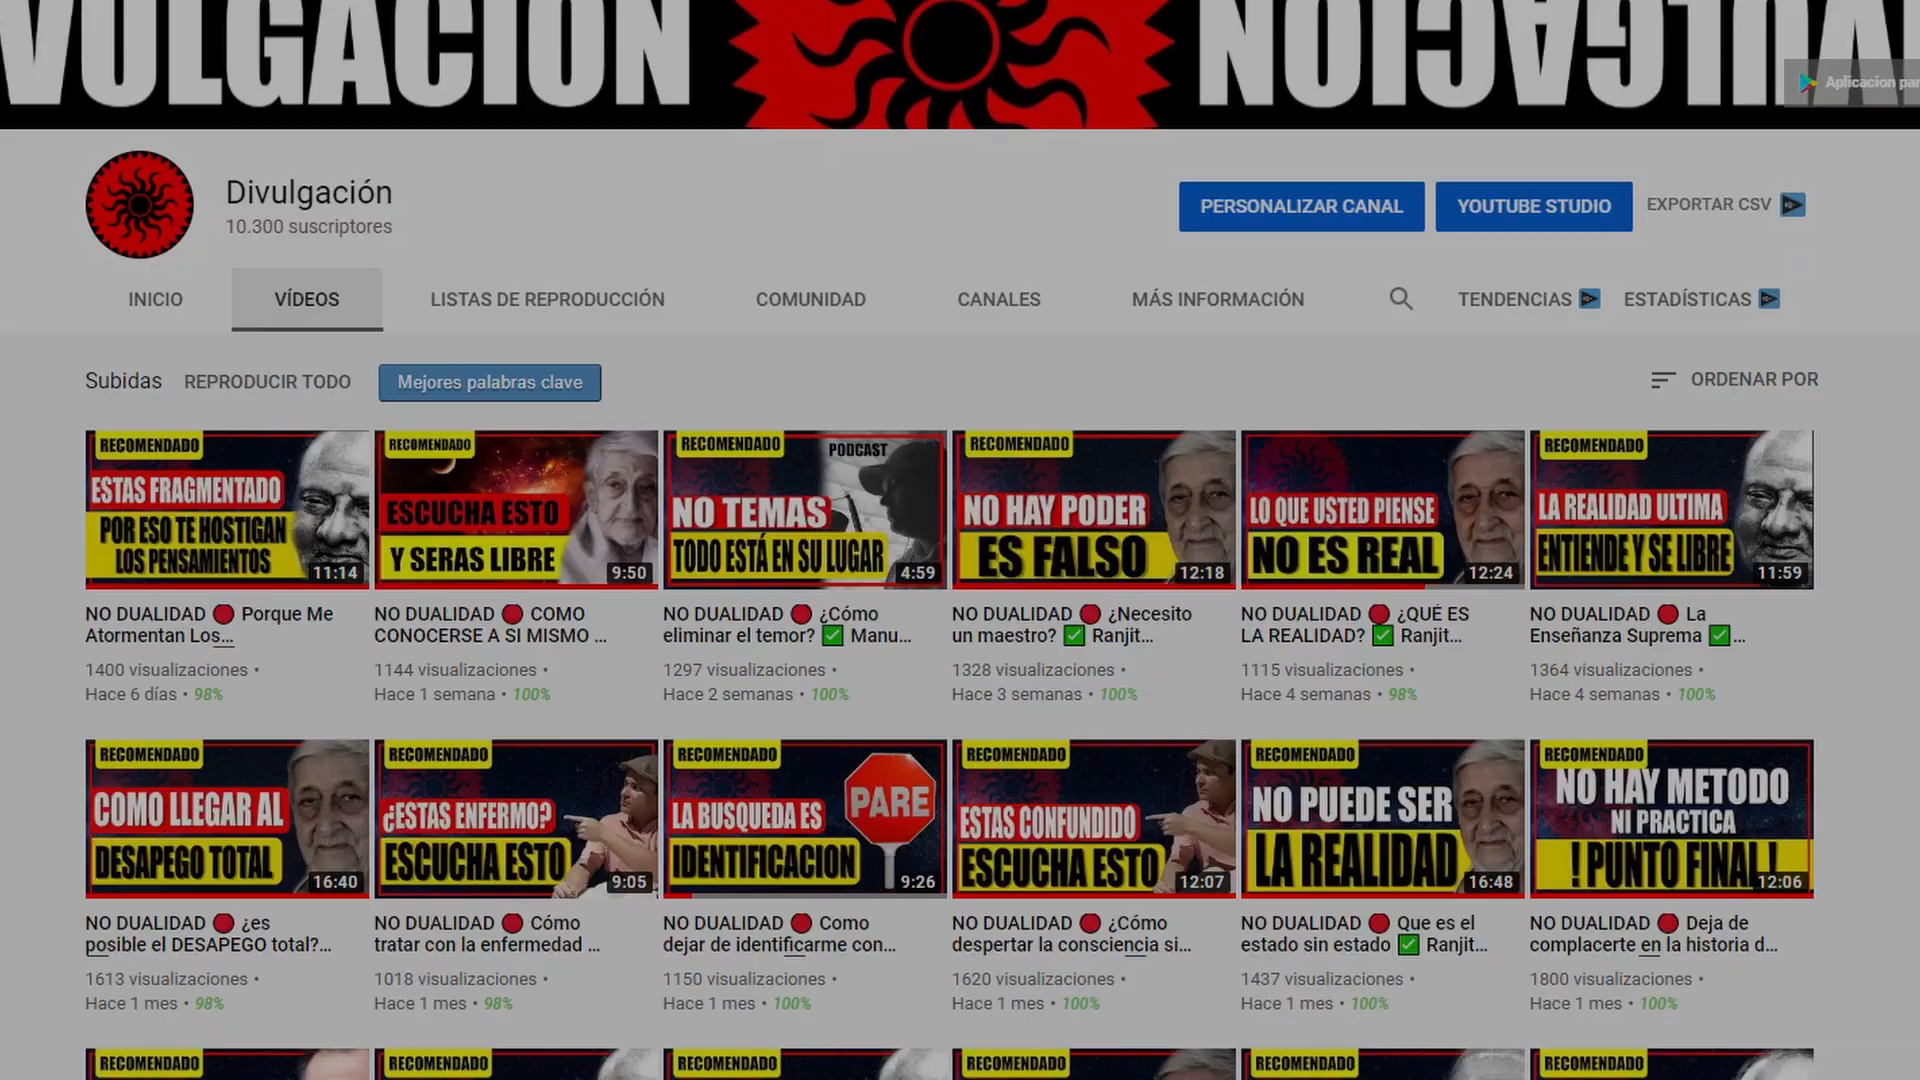 VULGACION
DIVULGACION
Aplicacion par
Divulgación
10.300 suscriptores
PERSONALIZAR CANAL
YOUTUBE STUDIO
EXPORTAR CSV
INICIO
VÍDEOS
LISTAS DE REPRODUCCIÓN
COMUNIDAD
CANALES
MÁS INFORMACIÓN
TENDENCIAS
ESTADÍSTICAS
Subidas
REPRODUCIR TODO
Mejores palabras clave
ORDENAR POR
RECOMENDADO
ESTAS FRAGMENTADO
POR ESO TE HOSTIGAN
LOS PENSAMIENTOS
11:14
NO DUALIDAD 🛑 Porque Me
Atormentan Los...
1400 visualizaciones •
Hace 6 días • 98%
RECOMENDADO
ESCUCHA ESTO
Y SERAS LIBRE
9:50
NO DUALIDAD 🛑 COMO
CONOCERSE A SI MISMO ...
1144 visualizaciones •
Hace 1 semana • 100%
RECOMENDADO
PODCAST
NO TEMAS
TODO ESTÁ EN SU LUGAR
4:59
NO DUALIDAD 🛑 ¿Cómo
eliminar el temor? ✅ Manu...
1297 visualizaciones •
Hace 2 semanas • 100%
RECOMENDADO
NO HAY PODER
ES FALSO
12:18
NO DUALIDAD 🛑 ¿Necesito
un maestro? ✅ Ranjit...
1328 visualizaciones •
Hace 3 semanas • 100%
LO QUE USTED PIENSE
NO ES REAL
12:24
NO DUALIDAD 🛑 ¿QUÉ ES
LA REALIDAD? ✅ Ranjit...
1115 visualizaciones •
Hace 4 semanas • 98%
RECOMENDADO
LA REALIDAD ULTIMA
ENTIENDE Y SE LIBRE
11:59
NO DUALIDAD 🛑 La
Enseñanza Suprema ✅ ...
1364 visualizaciones •
Hace 4 semanas • 100%
RECOMENDADO
COMO LLEGAR AL
DESAPEGO TOTAL
16:40
NO DUALIDAD 🛑 ¿es
posible el DESAPEGO total?...
1613 visualizaciones •
Hace 1 mes • 98%
RECOMENDADO
¿ESTAS ENFERMO?
ESCUCHA ESTO
9:05
NO DUALIDAD 🛑 Cómo
tratar con la enfermedad ...
1018 visualizaciones •
Hace 1 mes • 98%
RECOMENDADO
LA BUSQUEDA ES
IDENTIFICACION
PARE
9:26
NO DUALIDAD 🛑 Como
dejar de identificarme con...
1150 visualizaciones •
Hace 1 mes • 100%
RECOMENDADO
ESTAS CONFUNDIDO
ESCUCHA ESTO
12:07
NO DUALIDAD 🛑 ¿Cómo
despertar la consciencia si...
1620 visualizaciones •
Hace 1 mes • 100%
RECOMENDADO
NO PUEDE SER
LA REALIDAD
16:48
NO DUALIDAD 🛑 Que es el
estado sin estado ✅ Ranjit...
1437 visualizaciones •
Hace 1 mes • 100%
RECOMENDADO
NO HAY METODO
NI PRACTICA
! PUNTO FINAL !
12:06
NO DUALIDAD 🛑 Deja de
complacerte en la historia d...
1800 visualizaciones •
Hace 1 mes • 100%
RECOMENDADO
RECOMENDADO
RECOMENDADO
RECOMENDADO
RECOMENDADO
RECOMENDADO